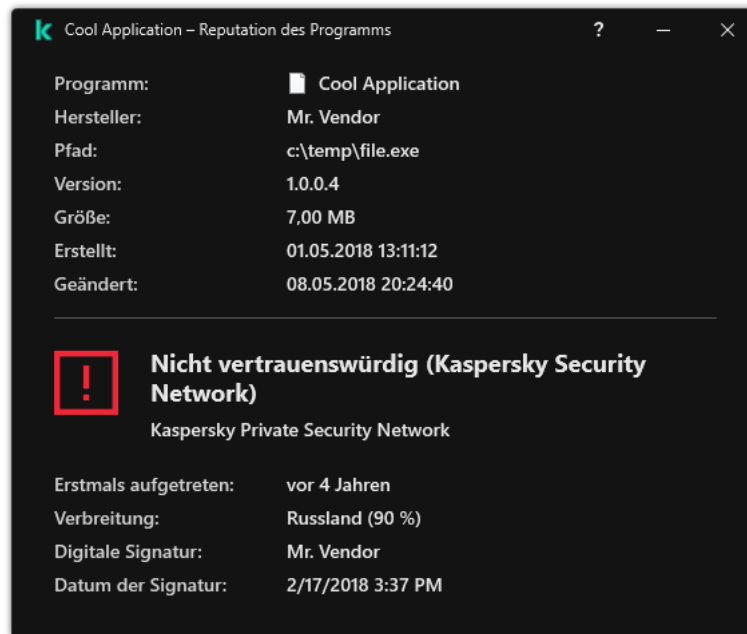 Cool Application – Reputation des Programms ?
Programm: Cool Application
Hersteller: Mr. Vendor
Pfad: c:\temp\file.exe
Version: 1.0.0.4
Größe: 7,00 MB
Erstellt: 01.05.2018 13:11:12
Geändert: 08.05.2018 20:24:40
Nicht vertrauenswürdig (Kaspersky Security
Network)
Kaspersky Private Security Network
Erstmals aufgetreten: vor 4 Jahren
Verbreitung: Russland (90 %)
Digitale Signatur: Mr. Vendor
Datum der Signatur: 2/17/2018 3:37 PM